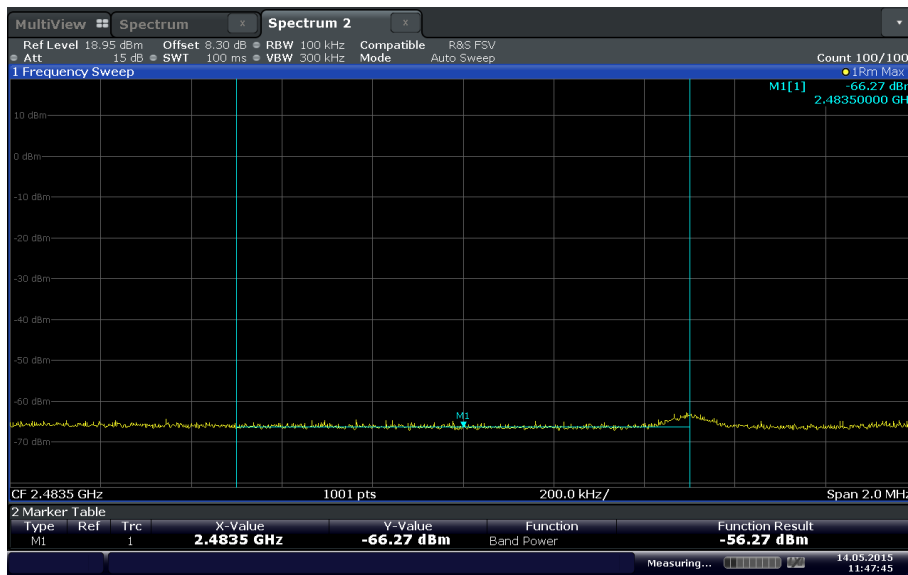 MultiView Spectrum x Spectrum 2 x
Ref Level 18.95 dBm Offset 8.30 dB RBW 100 kHz Compatible R&S FSV
Att 15 dB SWT 100 ms VBW 300 kHz Mode Auto Sweep Count 100/100
1 Frequency Sweep 1Rm Max
M1[1] -66.27 dBm
2.48350000 GH
10 dBm
0 dBm
-10 dBm
-20 dBm
-30 dBm
-40 dBm
-50 dBm
-60 dBm
M1
-70 dBm
CF 2.4835 GHz 1001 pts 200.0 kHz/ Span 2.0 MHz
2 Marker Table
Type Ref Trc X-Value Y-Value Function Function Result
M1 1 2.4835 GHz -66.27 dBm Band Power -56.27 dBm
Measuring... 14.05.2015
11:47:45